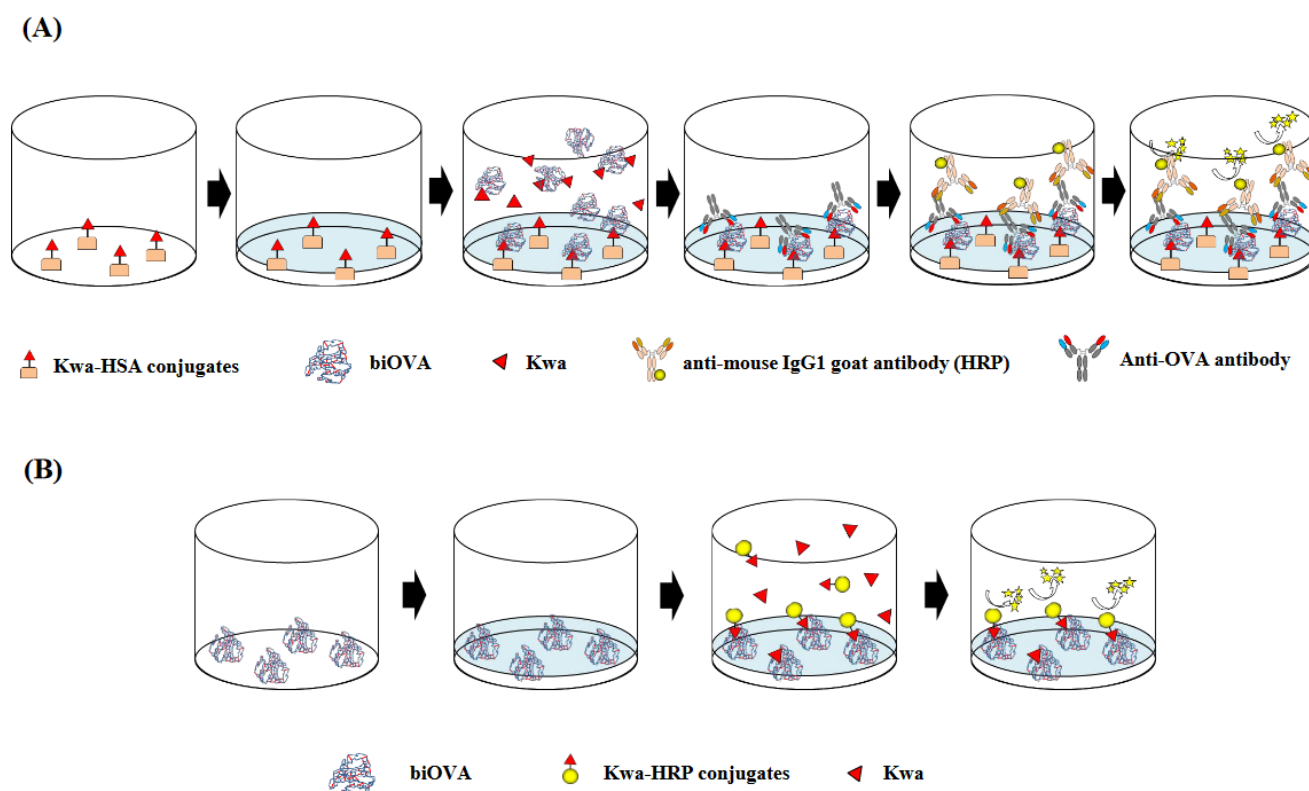 (A)
Kwa-HSA conjugates
biOVA
Kwa
anti-mouse IgG1 goat antibody (HRP)
Anti-OVA antibody
(B)
biOVA
Kwa-HRP conjugates
Kwa